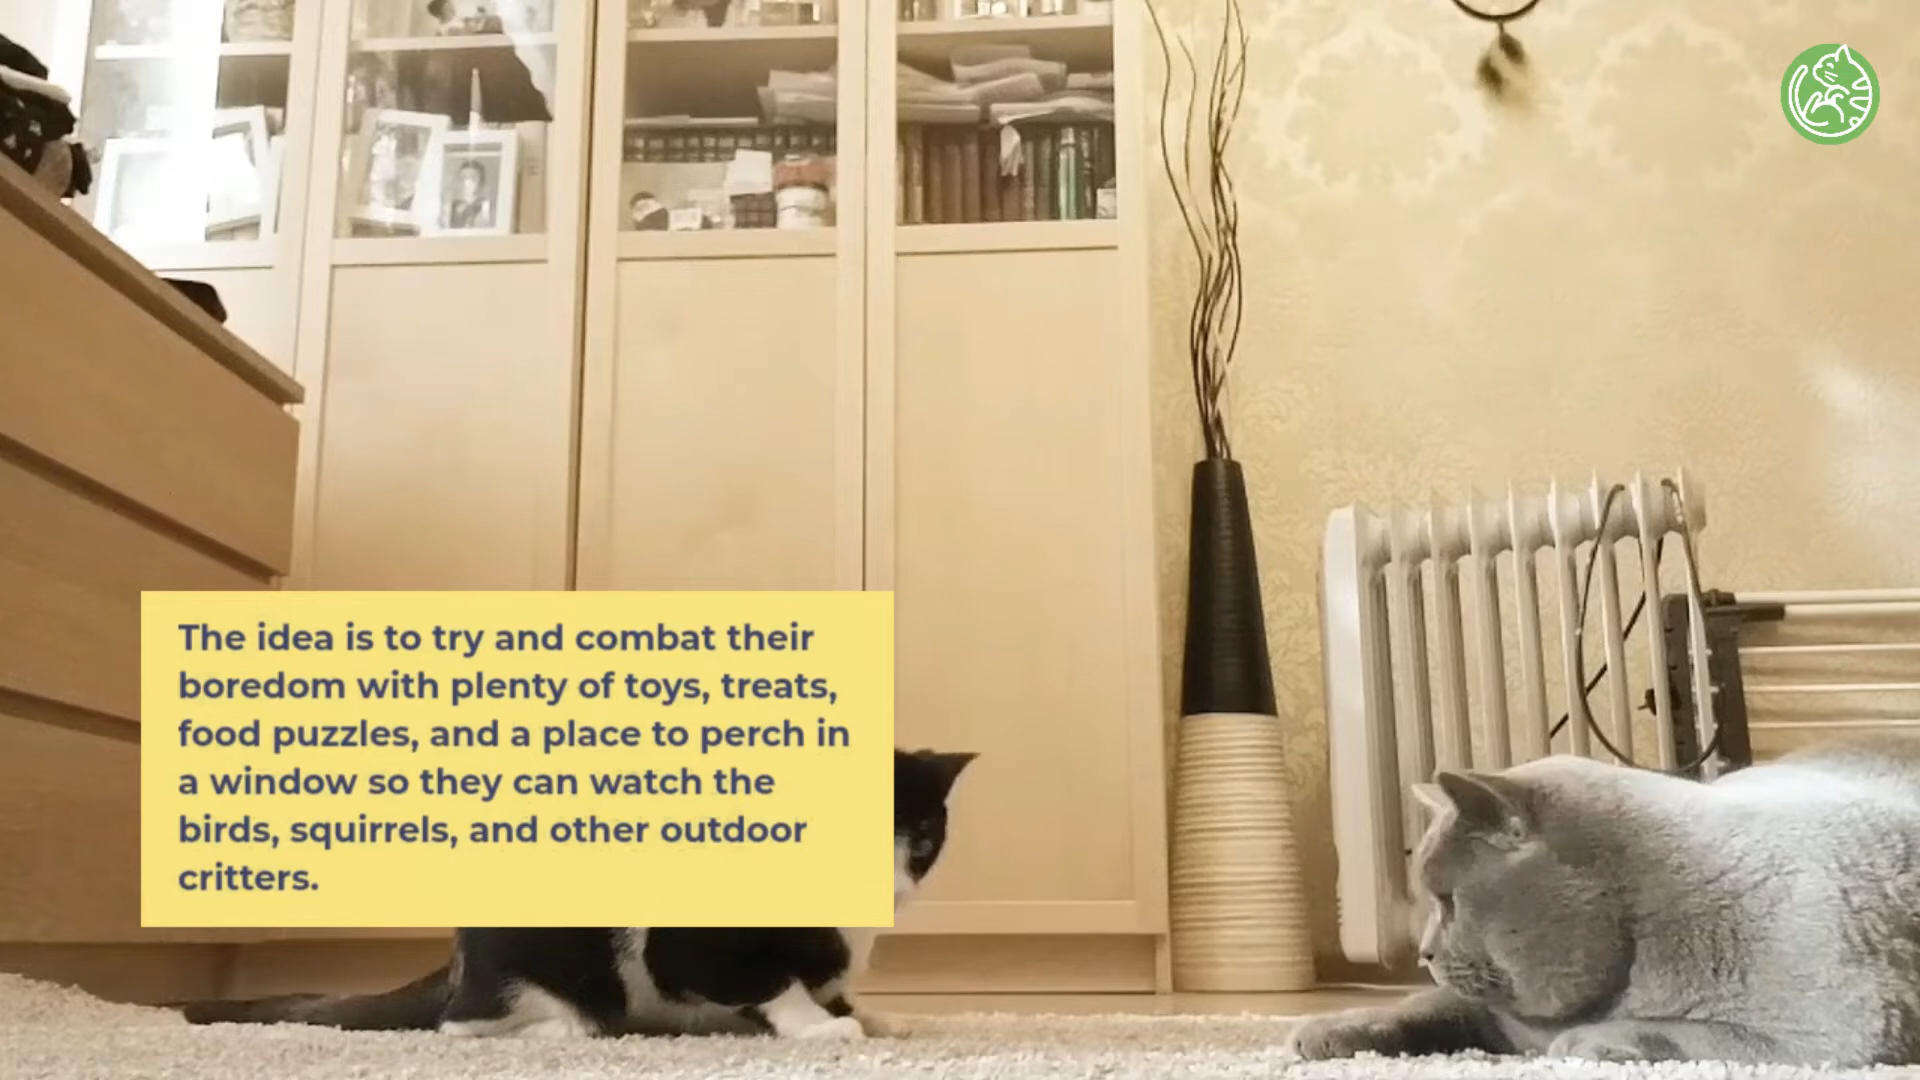 The idea is to try and combat their
boredom with plenty of toys, treats,
food puzzles, and a place to perch in
a window so they can watch the
birds, squirrels, and other outdoor
critters.